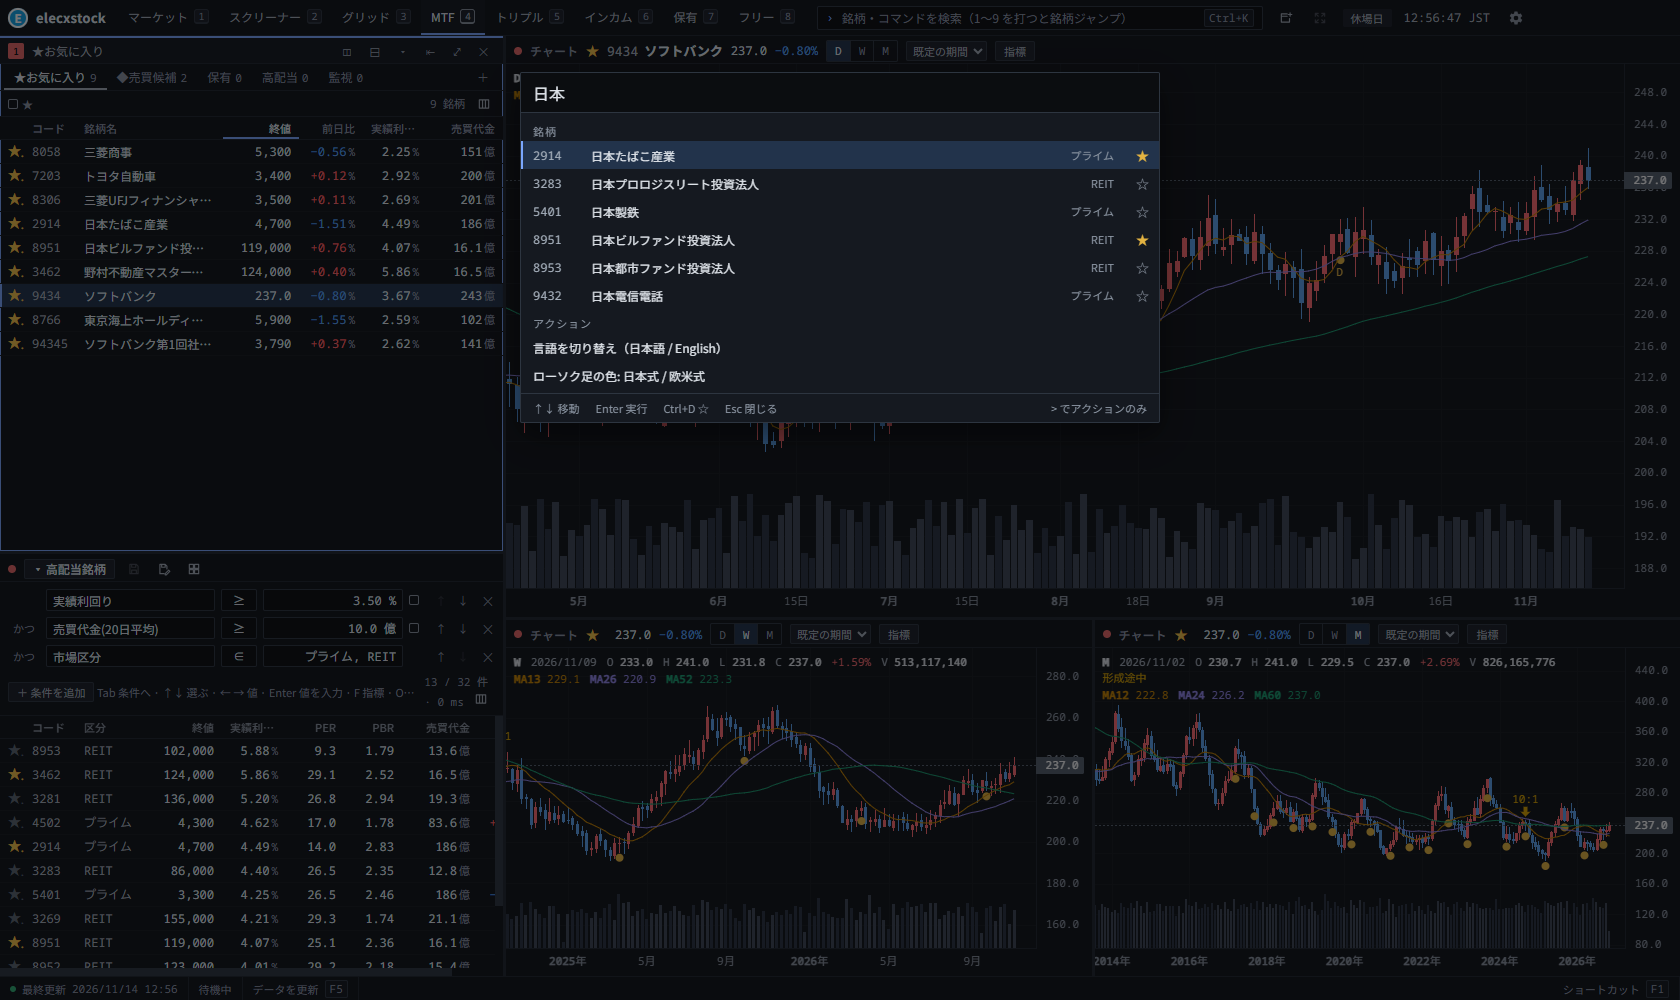 elecxstock マーケット 1 スクリーナー 2 グリッド 3 MTF 4 トリプル 5 インカム 6 保有 7 フリー 8 › 銘柄・コマンドを検索（1〜9 を打つと銘柄ジャンプ） Ctrl+K 休場日 12:56:47 JST
1 ★お気に入り
★お気に入り 9 ◆売買候補 2 保有 0 高配当 0 監視 0 +
9 銘柄
コード 銘柄名 終値 前日比 実績利… 売買代金
8058 三菱商事 5,300 −0.56% 2.25% 151億
7203 トヨタ自動車 3,400 +0.12% 2.92% 200億
8306 三菱UFJフィナンシャ… 3,500 +0.11% 2.69% 201億
2914 日本たばこ産業 4,700 −1.51% 4.49% 186億
8951 日本ビルファンド投… 119,000 +0.76% 4.07% 16.1億
3462 野村不動産マスター… 124,000 +0.40% 5.86% 16.5億
9434 ソフトバンク 237.0 −0.80% 3.67% 243億
8766 東京海上ホールディ… 5,900 −1.55% 2.59% 102億
94345 ソフトバンク第1回社… 3,790 +0.37% 2.62% 141億
チャート ★ 9434 ソフトバンク 237.0 −0.80% D W M 既定の期間 指標
日本
銘柄
2914 日本たばこ産業 プライム ★
3283 日本プロロジスリート投資法人 REIT ☆
5401 日本製鉄 プライム ☆
8951 日本ビルファンド投資法人 REIT ★
8953 日本都市ファンド投資法人 REIT ☆
9432 日本電信電話 プライム ☆
アクション
言語を切り替え（日本語 / English）
ローソク足の色: 日本式 / 欧米式
↑↓ 移動 Enter 実行 Ctrl+D ☆ Esc 閉じる > でアクションのみ
D
248.0
244.0
240.0
237.0
232.0
228.0
224.0
220.0
216.0
212.0
208.0
204.0
200.0
196.0
192.0
188.0
5月 6月 15日 7月 15日 8月 18日 9月 10月 16日 11月
高配当銘柄
実績利回り ≥ 3.50 % ↑ ↓ ×
かつ 売買代金(20日平均) ≥ 10.0 億 ↑ ↓ ×
かつ 市場区分 ∈ プライム, REIT ↑ ↓ ×
+ 条件を追加 Tab 条件へ・↑↓ 選ぶ・←→ 値・Enter 値を入力・F 指標・O… 13 / 32 件 · 0 ms
コード 区分 終値 実績利… PER PBR 売買代金
8953 REIT 102,000 5.88% 9.3 1.79 13.6億
3462 REIT 124,000 5.86% 29.1 2.52 16.5億
3281 REIT 136,000 5.20% 26.8 2.94 19.3億
4502 プライム 4,300 4.62% 17.0 1.78 83.6億
2914 プライム 4,700 4.49% 14.0 2.83 186億
3283 REIT 86,000 4.40% 26.5 2.35 12.8億
5401 プライム 3,300 4.25% 26.5 2.46 186億
3269 REIT 155,000 4.21% 29.3 1.74 21.1億
8951 REIT 119,000 4.07% 25.1 2.36 16.1億
8952 REIT 123,000 4.01% 29.2 2.18 15.4億
チャート ★ 237.0 −0.80% D W M 既定の期間 指標
W 2026/11/09 O 233.0 H 241.0 L 231.8 C 237.0 +1.59% V 513,117,140
MA13 229.1 MA26 220.9 MA52 223.3
280.0
260.0
237.0
220.0
200.0
180.0
160.0
2025年 5月 9月 2026年 5月 9月
チャート ★ 237.0 −0.80% D W M 既定の期間 指標
M 2026/11/02 O 230.7 H 241.0 L 229.5 C 237.0 +2.69% V 826,165,776
形成途中
MA12 222.8 MA24 226.2 MA60 237.0
10:1
440.0
400.0
360.0
320.0
280.0
237.0
200.0
160.0
120.0
80.0
2014年 2016年 2018年 2020年 2022年 2024年 2026年
最終更新 2026/11/14 12:56 待機中 データを更新 F5 ショートカット F1